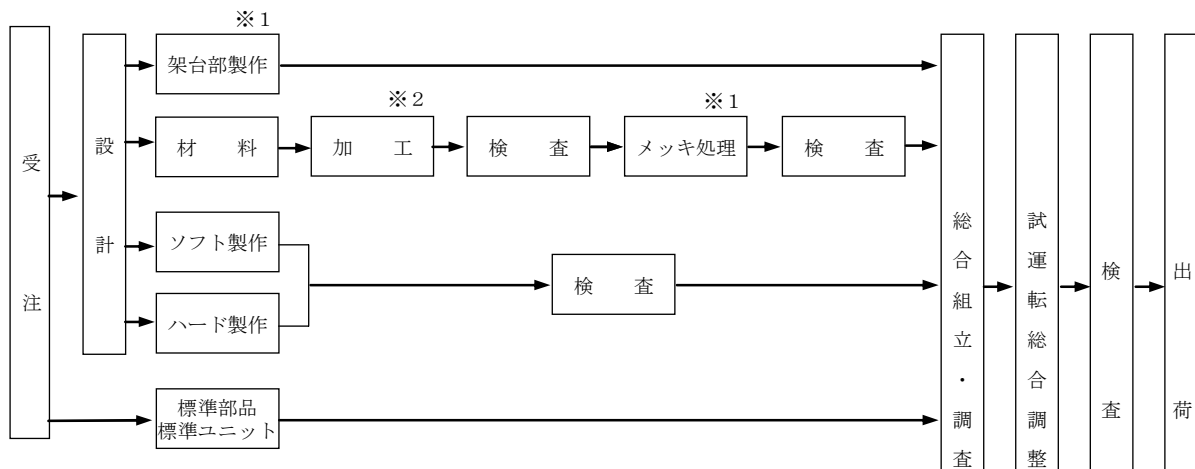 受注
設計
※1
架台部製作
材料
※2
加工
検査
※1
メッキ処理
検査
ソフト製作
ハード製作
検査
標準部品
標準ユニット
総合組立・調査
試運転総合調整
検査
出荷